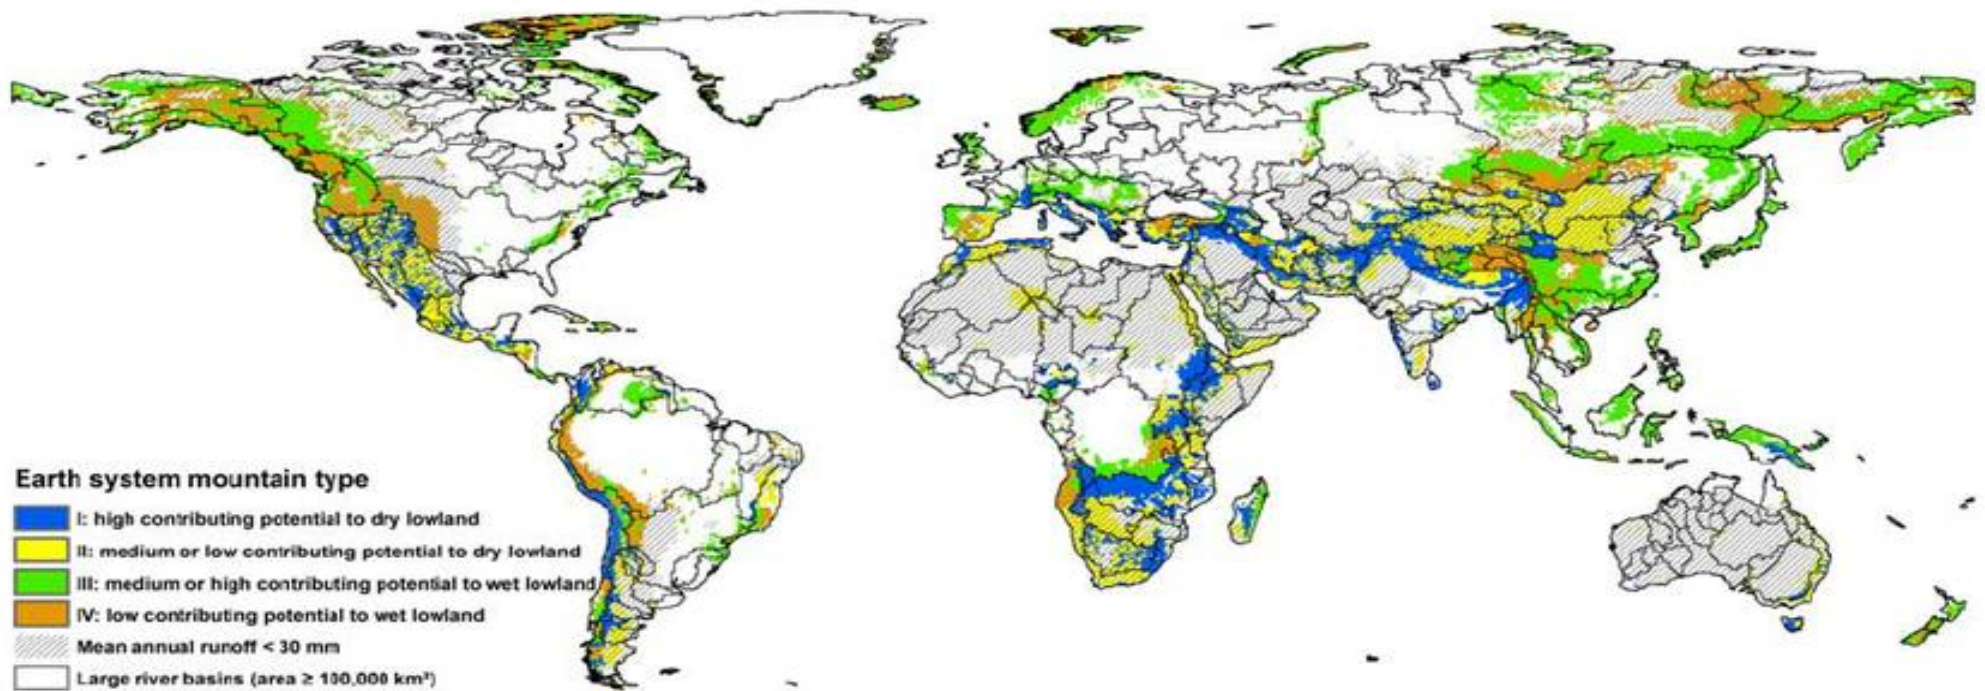 Earth system mountain type
I: high contributing potential to dry lowland
II: medium or low contributing potential to dry lowland
III: medium or high contributing potential to wet lowland
IV: low contributing potential to wet lowland
Mean annual runoff < 30 mm
Large river basins (area ≥ 100,000 km²)